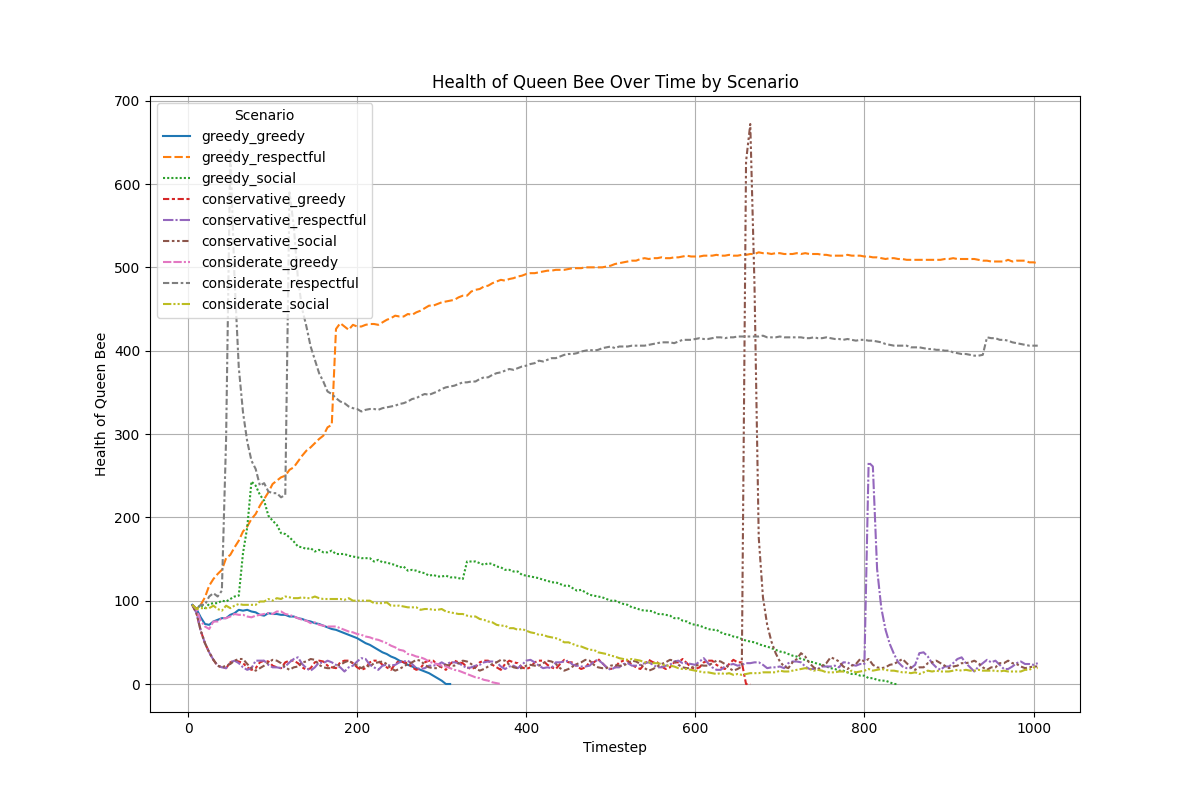 Health of Queen Bee Over Time by Scenario
700
600
500
400
300
200
100
0
Health of Queen Bee
Scenario
greedy_greedy
greedy_respectful
greedy_social
conservative_greedy
conservative_respectful
conservative_social
considerate_greedy
considerate_respectful
considerate_social
0 200 400 600 800 1000
Timestep